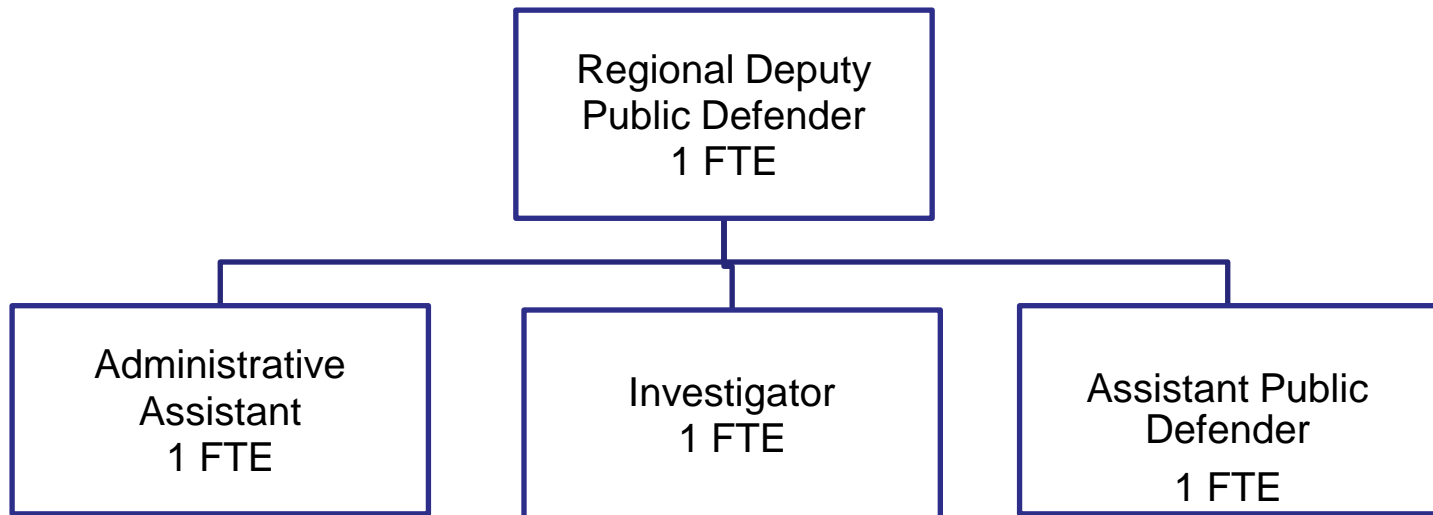 Regional Deputy
Public Defender
1 FTE
Administrative
Assistant
1 FTE
Investigator
1 FTE
Assistant Public
Defender
1 FTE